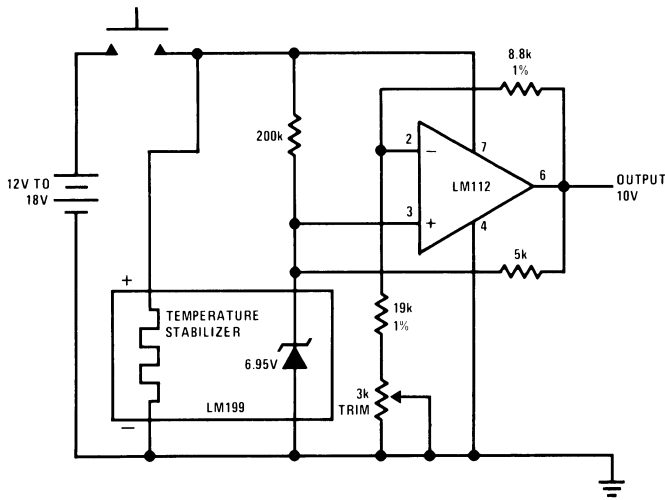 8.8k
1%
200k
2
7
12V TO
18V
LM112
6
OUTPUT
10V
3
4
5k
+
TEMPERATURE
STABILIZER
19k
1%
6.95V
3k
TRIM
LM199
−